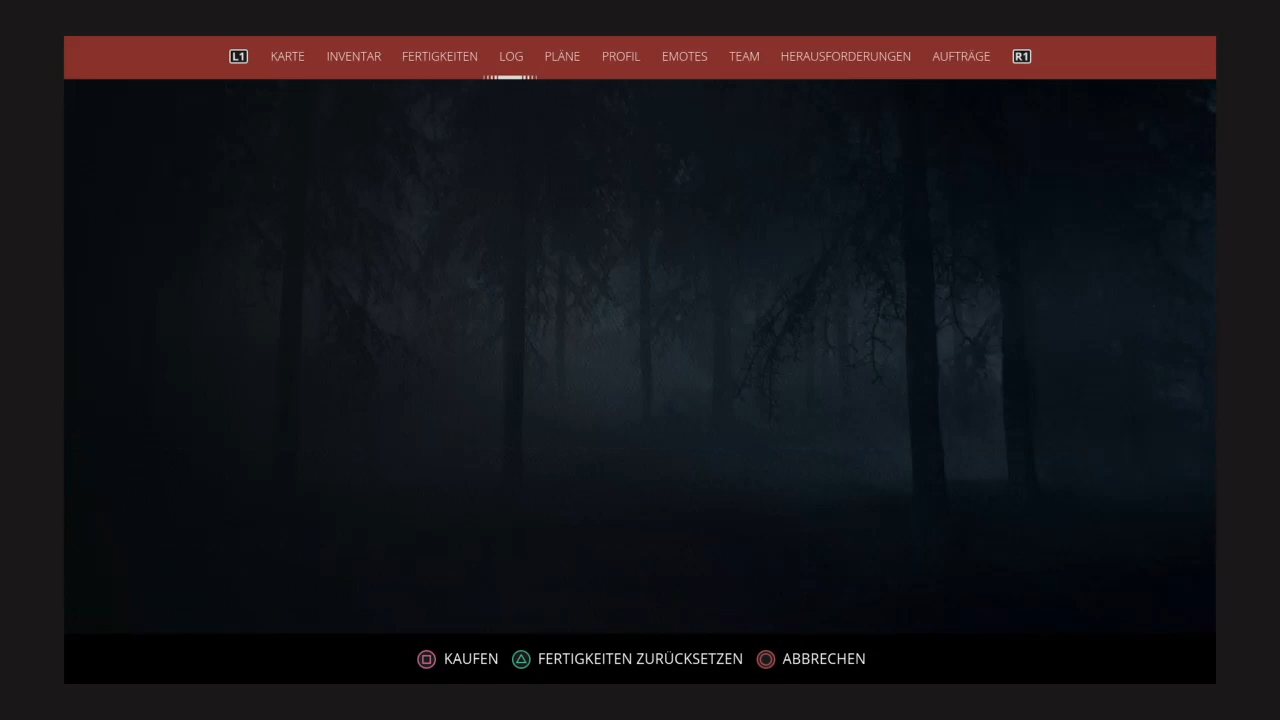 L1 KARTE INVENTAR FERTIGKEITEN LOG PLÄNE PROFIL EMOTES TEAM HERAUSFORDERUNGEN AUFTRÄGE R1
KAUFEN FERTIGKEITEN ZURÜCKSETZEN ABBRECHEN